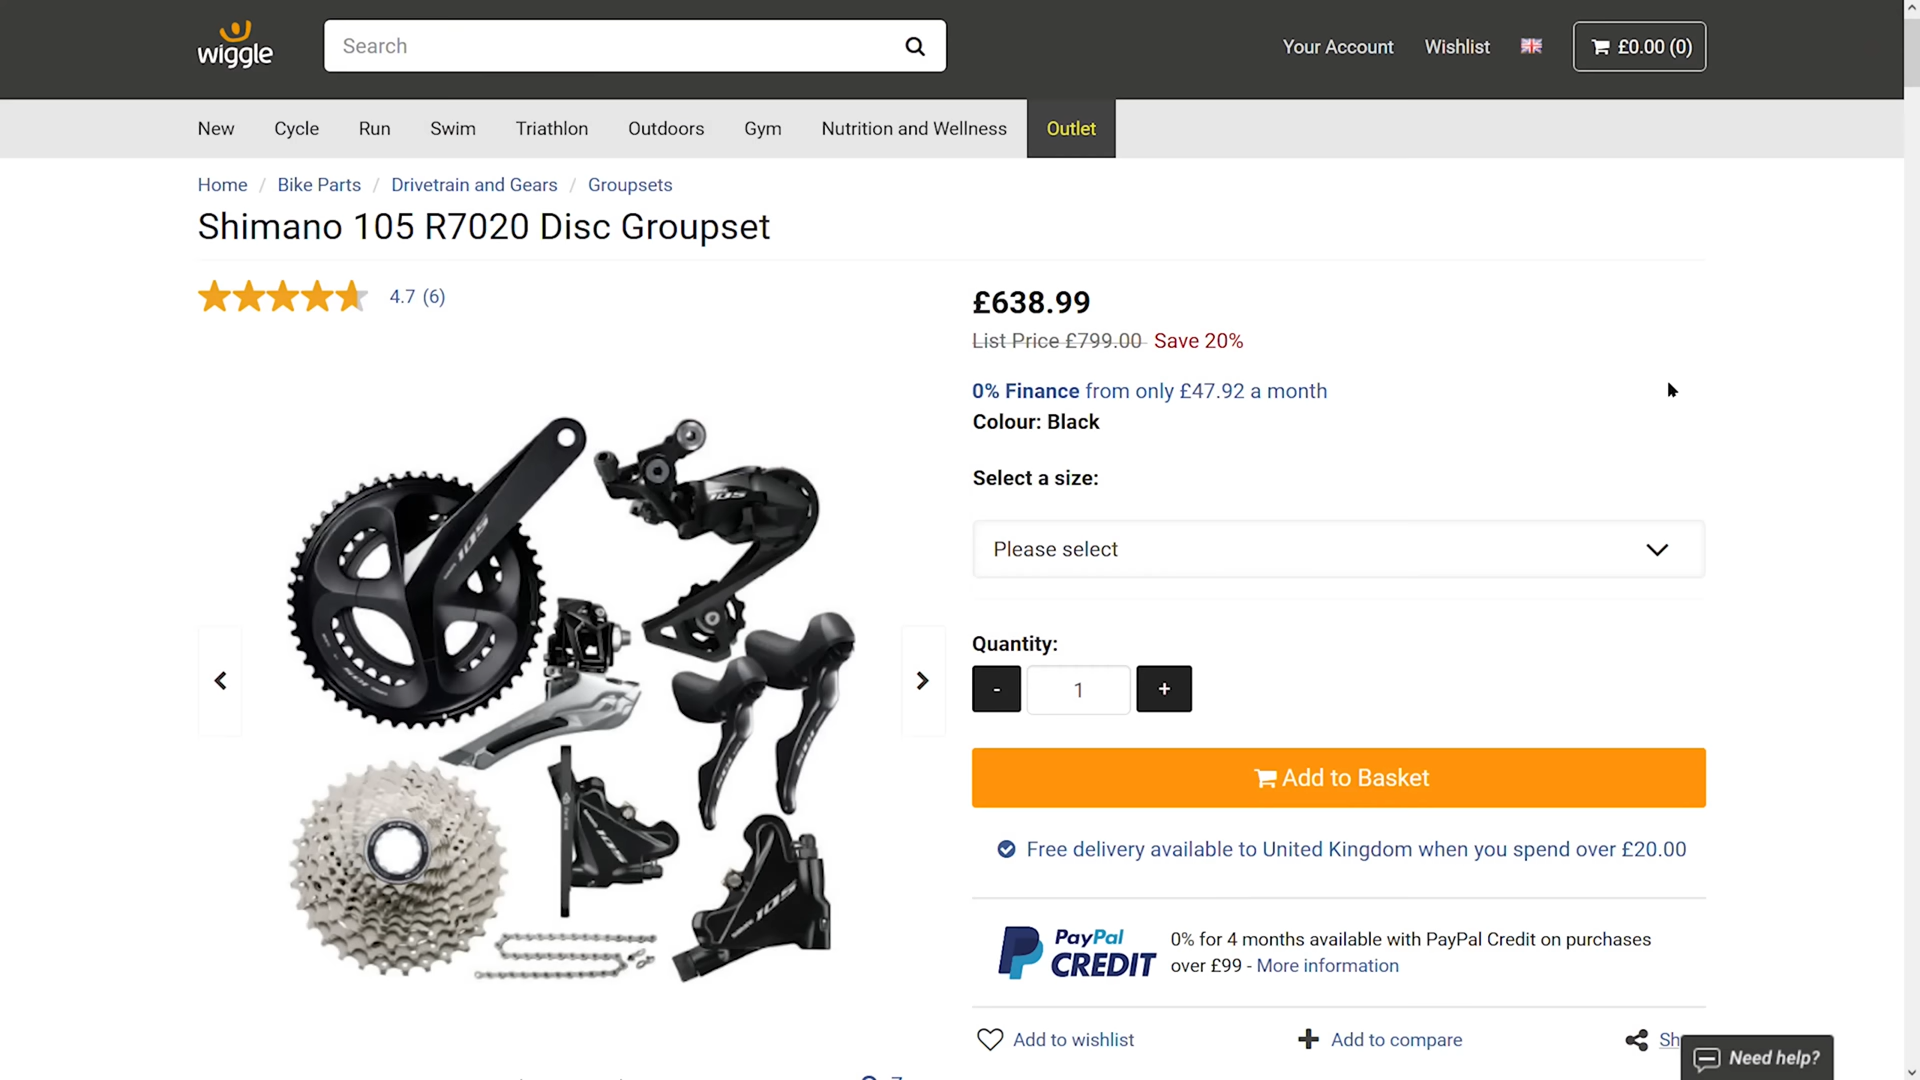 wiggle
Search
Your Account
Wishlist
£0.00 (0)
New
Cycle
Run
Swim
Triathlon
Outdoors
Gym
Nutrition and Wellness
Outlet
Home / Bike Parts / Drivetrain and Gears / Groupsets
Shimano 105 R7020 Disc Groupset
4.7 (6)
£638.99
List Price £799.00 Save 20%
0% Finance from only £47.92 a month
Colour: Black
Select a size:
Please select
Quantity:
- 1 +
Add to Basket
Free delivery available to United Kingdom when you spend over £20.00
PayPal CREDIT
0% for 4 months available with PayPal Credit on purchases
over £99 - More information
Add to wishlist
Add to compare
Sh
Need help?
105
105
105
105